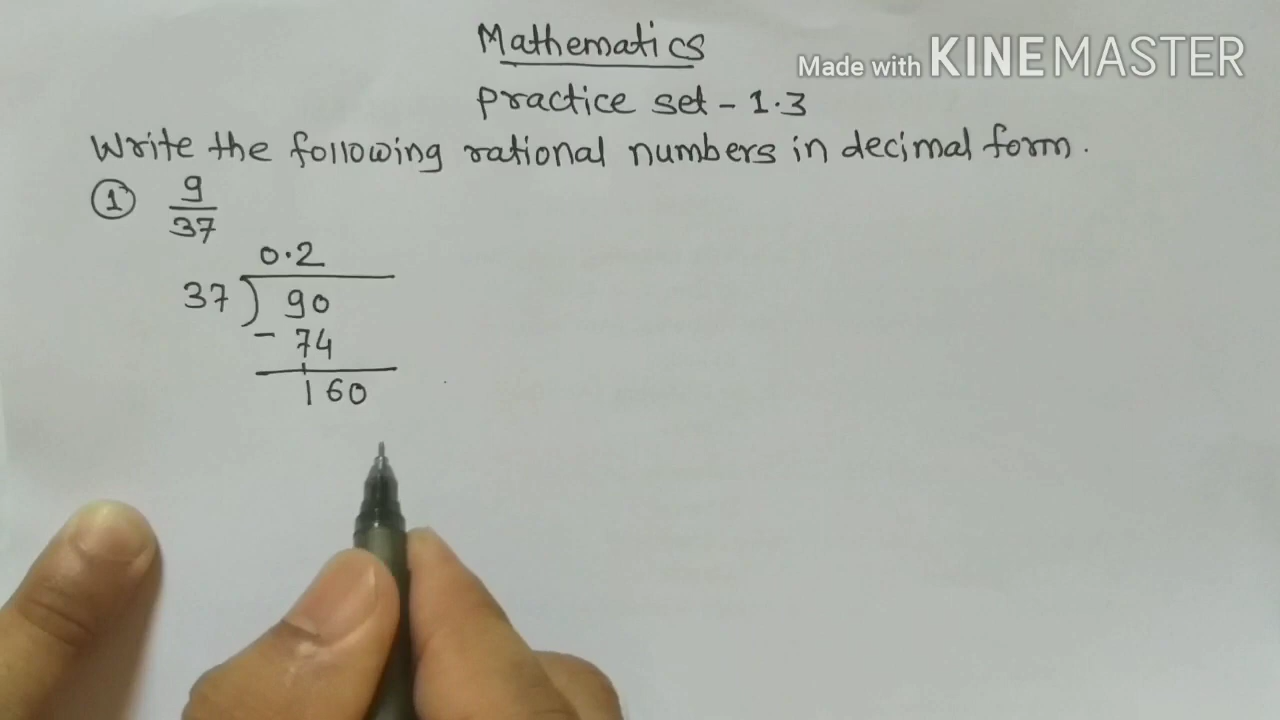 Mathematics
Made with KINEMASTER
Practice set - 1.3
Write the following rational numbers in decimal form.
① 9/37
0.2
37 ) 90
- 74
160